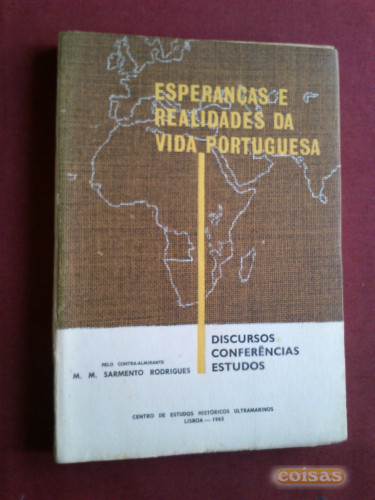 ESPERANÇAS E
REALIDADES DA
VIDA PORTUGUESA
DISCURSOS
CONFERÊNCIAS
ESTUDOS
PELO CONTRA-ALMIRANTE
M. M. SARMENTO RODRIGUES
CENTRO DE ESTUDOS HISTÓRICOS ULTRAMARINOS
LISBOA — 1965
coisas